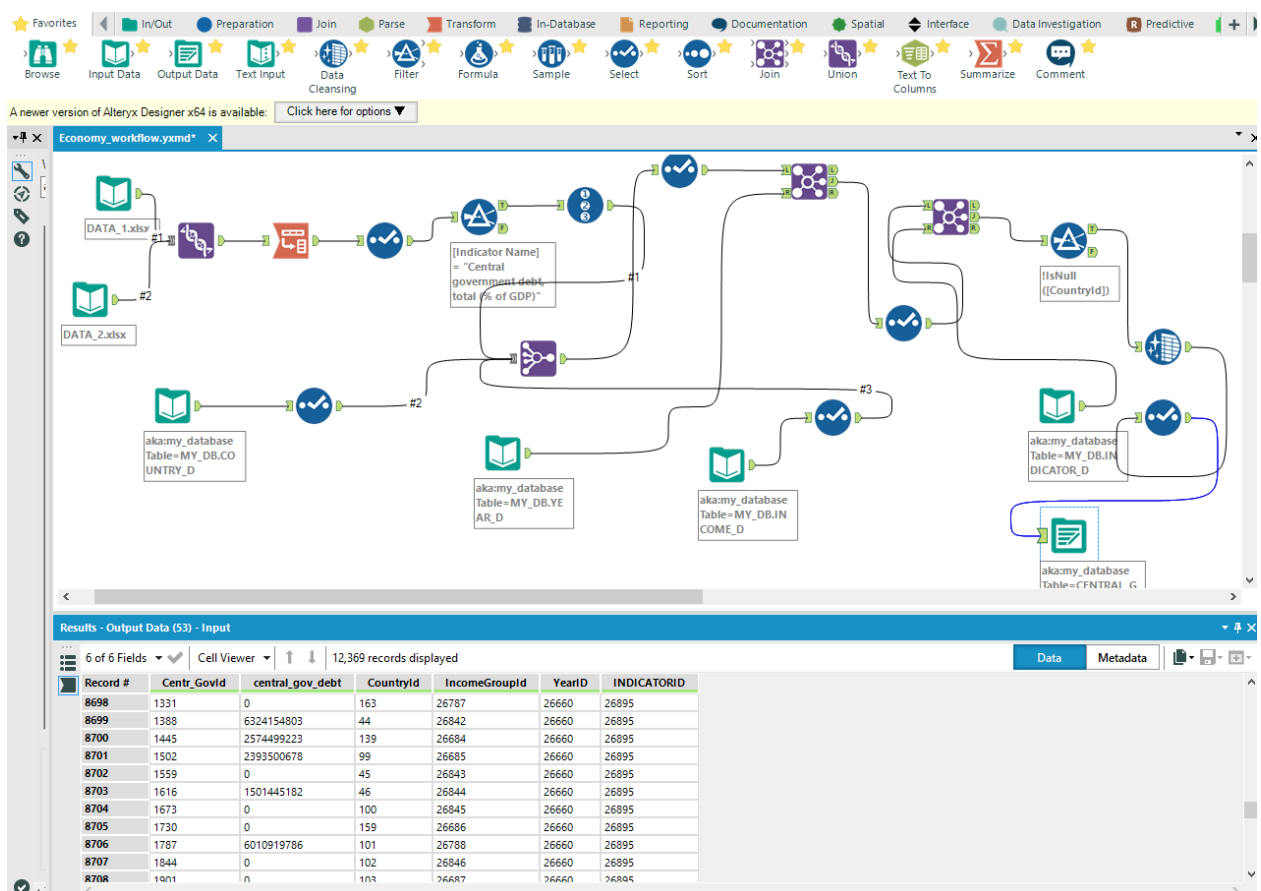 Favorites In/Out Preparation Join Parse Transform In-Database Reporting Documentation Spatial Interface Data Investigation R Predictive
Browse Input Data Output Data Text Input Data Cleansing Filter Formula Sample Select Sort Join Union Text To Columns Summarize Comment
A newer version of Alteryx Designer x64 is available: Click here for options ▼
Economy_workflow.yxmd* X
DATA_1.xlsx
#1
#2
DATA_2.xlsx
1
2
3
[Indicator Name]
= "Central
government debt,
total (% of GDP)"
#1
!IsNull
([CountryId])
#2
#3
aka:my_database
Table=MY_DB.CO
UNTRY_D
aka:my_database
Table=MY_DB.YE
AR_D
aka:my_database
Table=MY_DB.IN
COME_D
aka:my_database
Table=MY_DB.IN
DICATOR_D
aka:my_database
Table=CENTRAL_G
Results - Output Data (53) - Input
6 of 6 Fields Cell Viewer 12,369 records displayed Data Metadata
Record # Centr_GovId central_gov_debt CountryId IncomeGroupId YearID INDICATORID
8698 1331 0 163 26787 26660 26895
8699 1388 6324154803 44 26842 26660 26895
8700 1445 2574499223 139 26684 26660 26895
8701 1502 2393500678 99 26685 26660 26895
8702 1559 0 45 26843 26660 26895
8703 1616 1501445182 46 26844 26660 26895
8704 1673 0 100 26845 26660 26895
8705 1730 0 159 26686 26660 26895
8706 1787 6010919786 101 26788 26660 26895
8707 1844 0 102 26846 26660 26895
8708 1901 0 103 26687 26660 26895